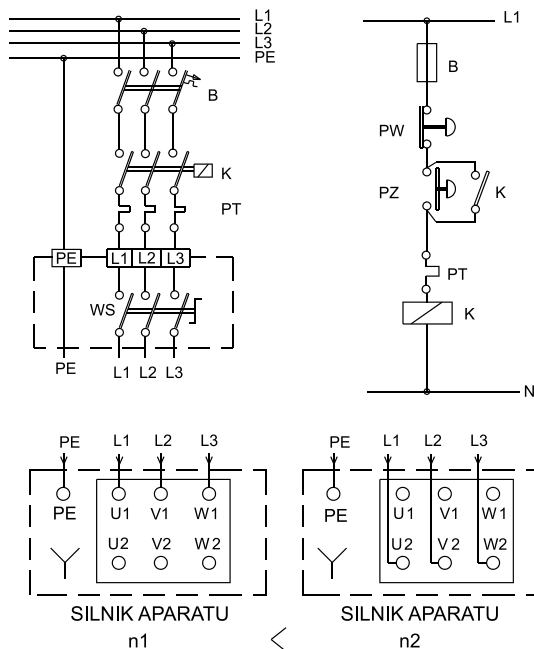 L1
L2
L3
PE
B
K
PT
PE L1 L2 L3
WS
PE L1 L2 L3
L1
B
PW
PZ K
PT
K
N
PE L1 L2 L3
PE U1 V1 W1
U2 V2 W2
SILNIK APARATU
n1
<
PE L1 L2 L3
PE U1 V1 W1
U2 V2 W2
SILNIK APARATU
n2